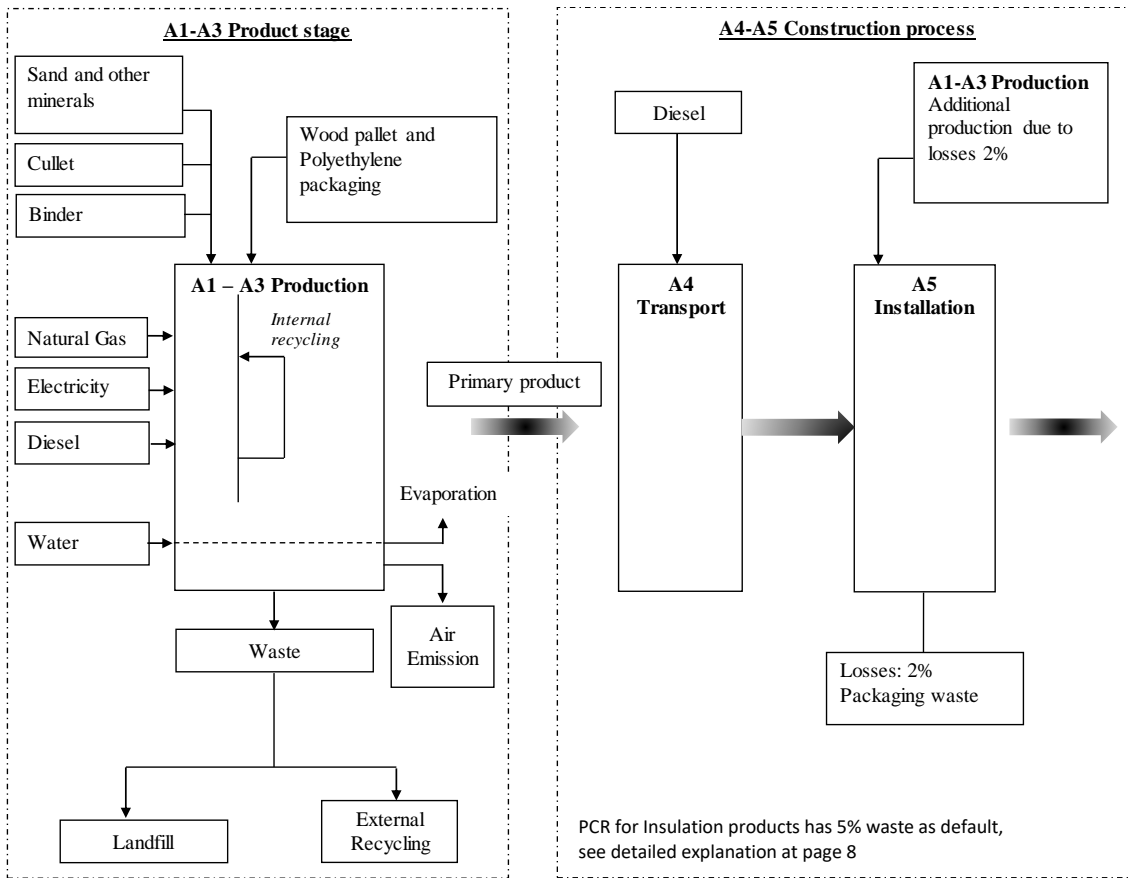 A1-A3 Product stage
Sand and other
minerals
Cullet
Binder
Wood pallet and
Polyethylene
packaging
A1 – A3 Production
Internal
recycling
Natural Gas
Electricity
Diesel
Water
Evaporation
Air
Emission
Waste
Landfill
External
Recycling
Primary product
A4-A5 Construction process
Diesel
A1-A3 Production
Additional
production due to
losses 2%
A4
Transport
A5
Installation
Losses: 2%
Packaging waste
PCR for Insulation products has 5% waste as default,
see detailed explanation at page 8